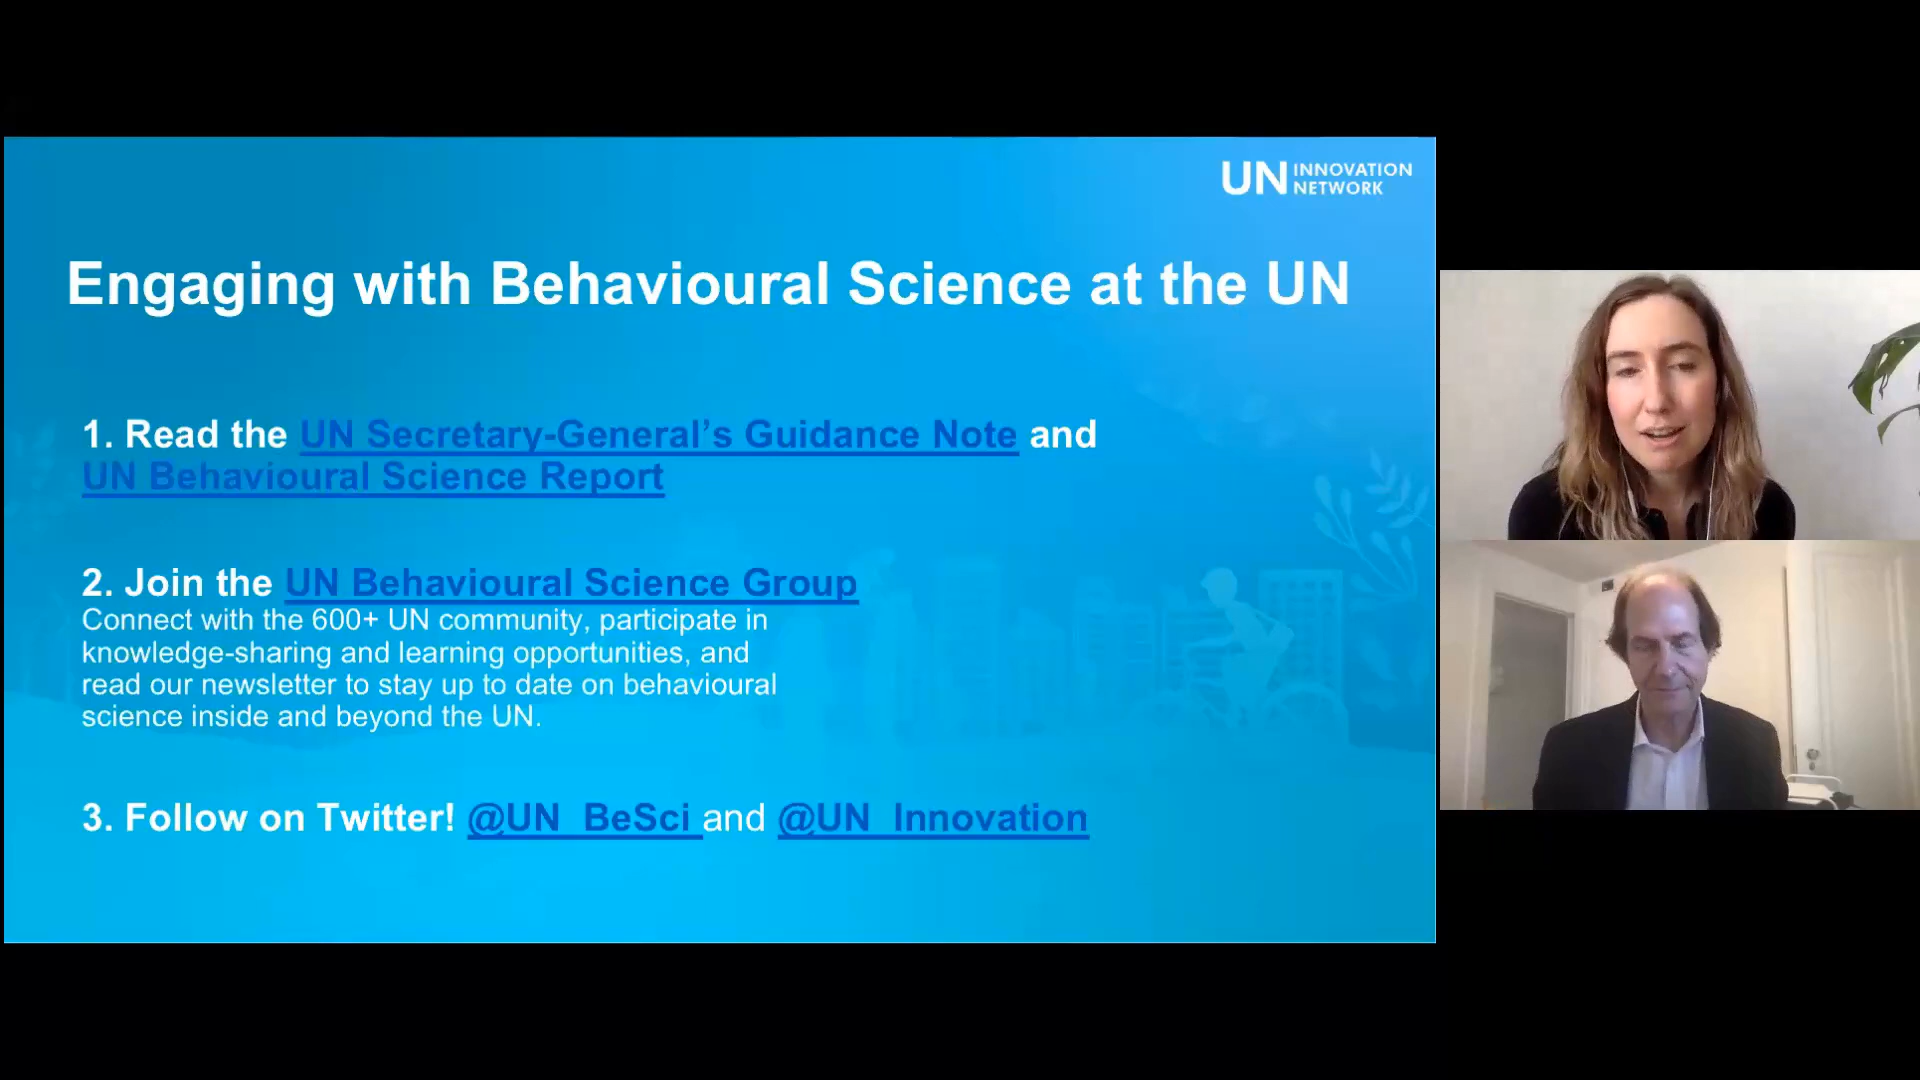 UN INNOVATION
NETWORK
Engaging with Behavioural Science at the UN
1. Read the UN Secretary-General’s Guidance Note and
UN Behavioural Science Report
2. Join the UN Behavioural Science Group
Connect with the 600+ UN community, participate in
knowledge-sharing and learning opportunities, and
read our newsletter to stay up to date on behavioural
science inside and beyond the UN.
3. Follow on Twitter! @UN_BeSci and @UN_Innovation